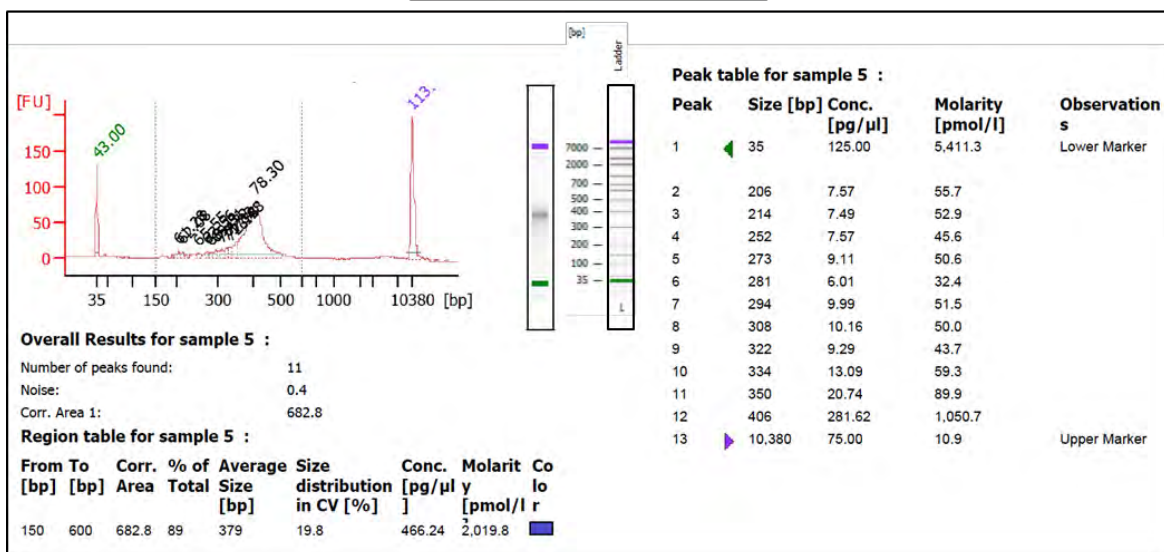 [bp]
Ladder
[FU]
43.00
78.30
113.
150
100
50
0
35 150 300 500 1000 10380 [bp]
7000
2000
700
500
400
300
200
100
35
L
Overall Results for sample 5 :
Number of peaks found: 11
Noise: 0.4
Corr. Area 1: 682.8
Region table for sample 5 :
From To Corr. % of Average Size Conc. Molarit Co
[bp] [bp] Area Total Size distribution [pg/µl y lo
[bp] in CV [%] ] [pmol/l r
150 600 682.8 89 379 19.8 466.24 2,019.8
Peak table for sample 5 :
Peak Size [bp] Conc. Molarity Observation
[pg/µl] [pmol/l] s
1 35 125.00 5,411.3 Lower Marker
2 206 7.57 55.7
3 214 7.49 52.9
4 252 7.57 45.6
5 273 9.11 50.6
6 281 6.01 32.4
7 294 9.99 51.5
8 308 10.16 50.0
9 322 9.29 43.7
10 334 13.09 59.3
11 350 20.74 89.9
12 406 281.62 1,050.7
13 10,380 75.00 10.9 Upper Marker